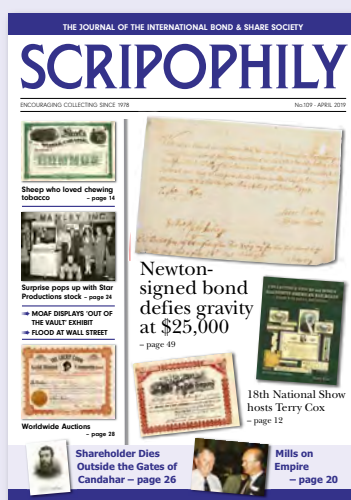 THE JOURNAL OF THE INTERNATIONAL BOND & SHARE SOCIETY
SCRIPOPHILY
ENCOURAGING COLLECTING SINCE 1978
No.109 - APRIL 2019
Sheep who loved chewing
tobacco – page 14
MANLEY INC
Surprise pops up with Star
Productions stock – page 24
MOAF DISPLAYS 'OUT OF
THE VAULT' EXHIBIT
FLOOD AT WALL STREET
Worldwide Auctions
– page 28
Newton-
signed bond
defies gravity
at $25,000
– page 49
18th National Show
hosts Terry Cox
– page 12
Shareholder Dies
Outside the Gates of
Candahar – page 26
Mills on
Empire
– page 20